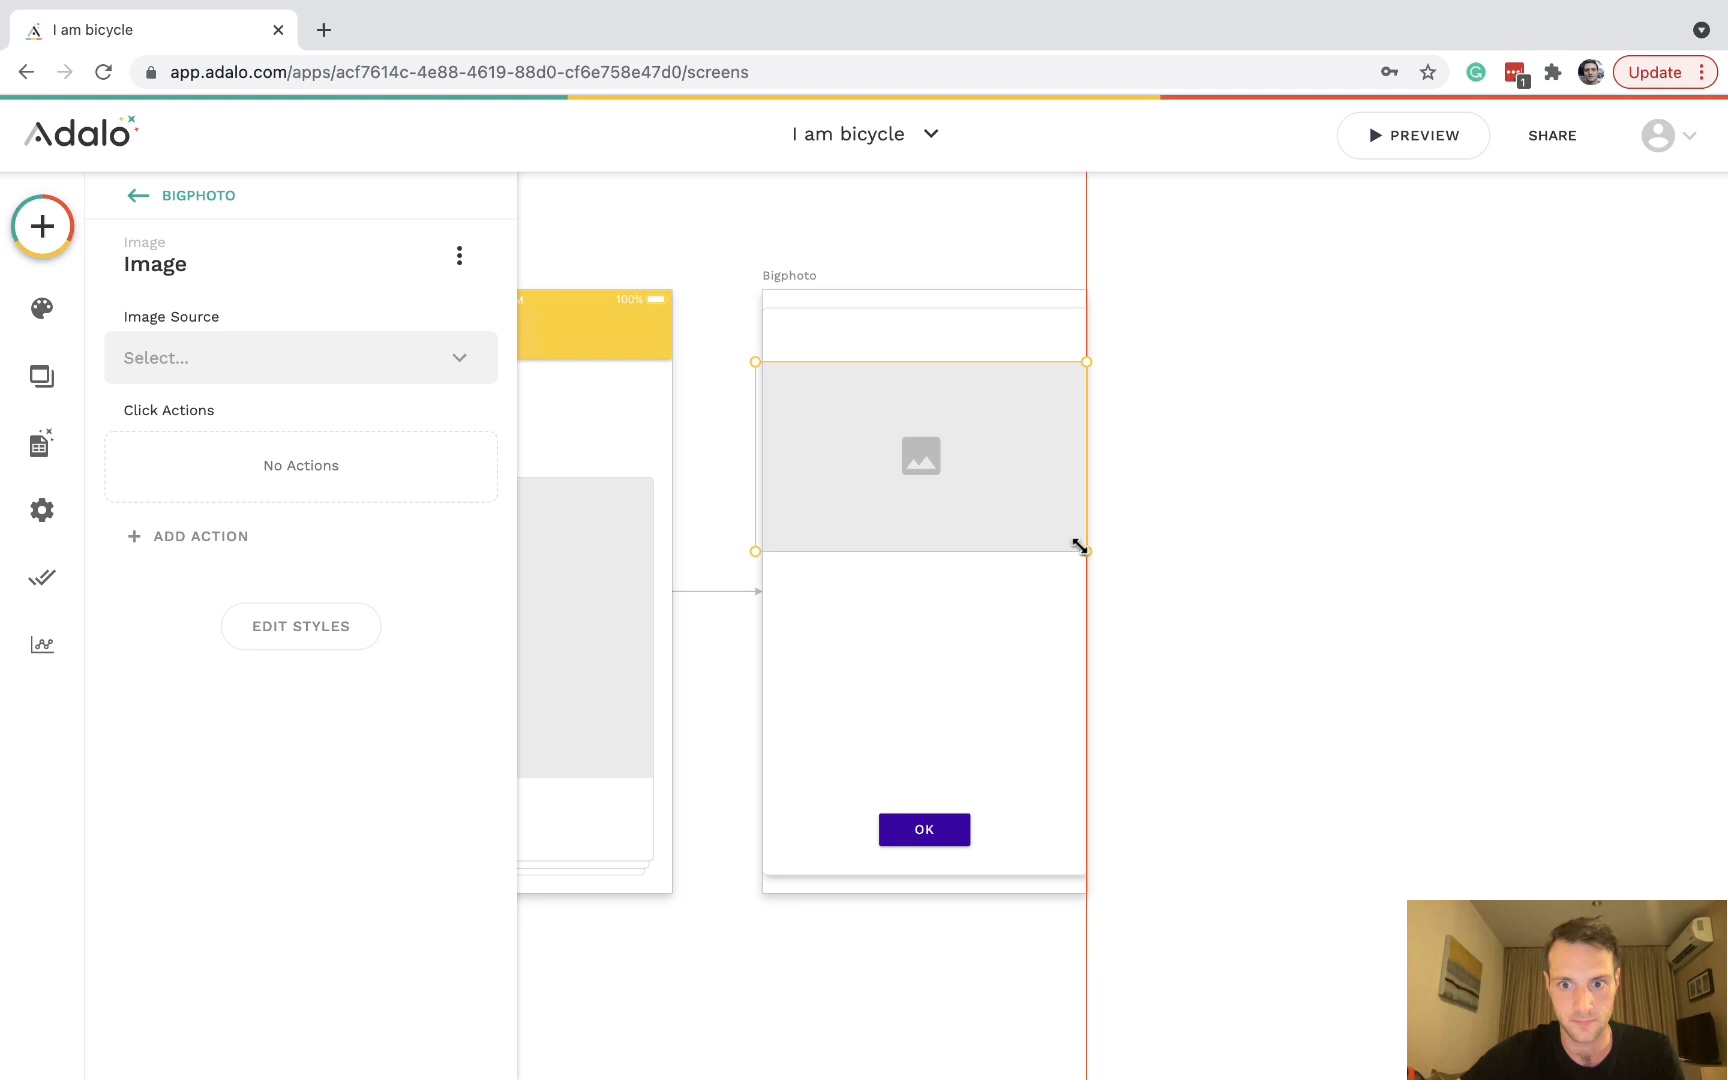 I am bicycle
app.adalo.com/apps/acf7614c-4e88-4619-88d0-cf6e758e47d0/screens
1
Update
Adalo
I am bicycle
PREVIEW
SHARE
BIGPHOTO
Image
Image
Image Source
Select...
Click Actions
No Actions
ADD ACTION
EDIT STYLES
M
100%
Bigphoto
OK